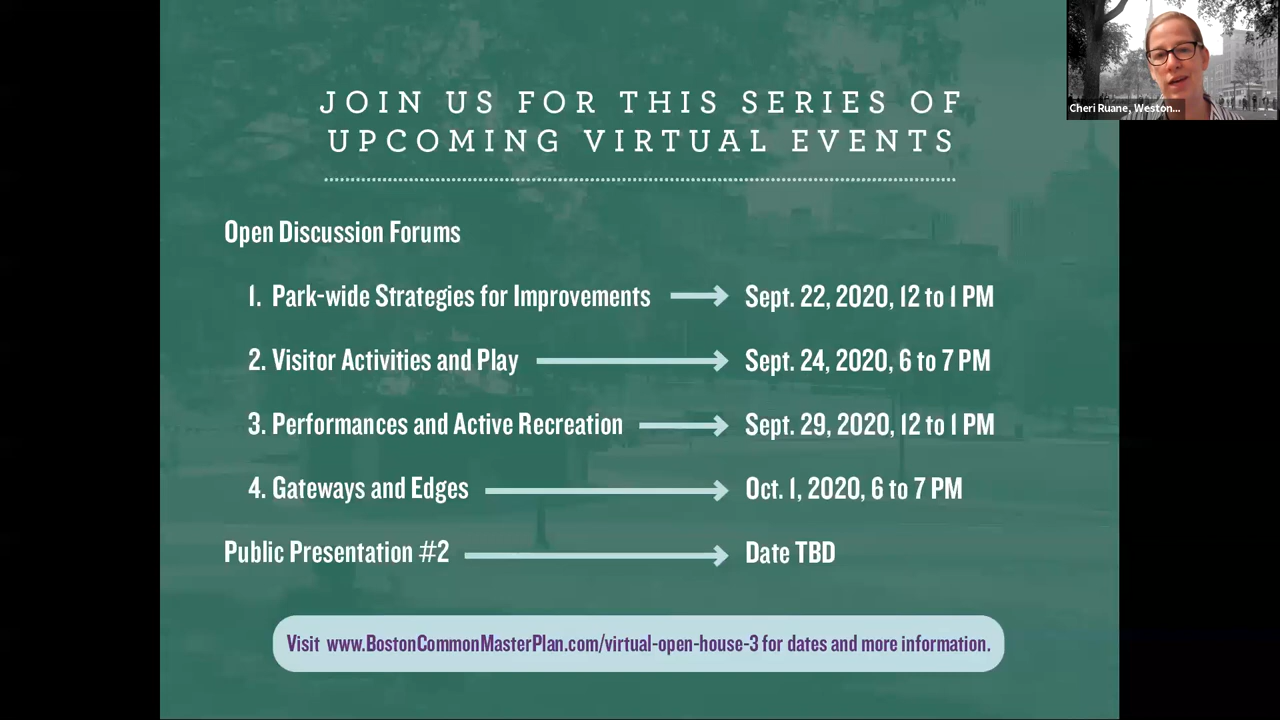 JOIN US FOR THIS SERIES OF
UPCOMING VIRTUAL EVENTS
Cheri Ruane, Weston...
Open Discussion Forums
1. Park-wide Strategies for Improvements Sept. 22, 2020, 12 to 1 PM
2. Visitor Activities and Play Sept. 24, 2020, 6 to 7 PM
3. Performances and Active Recreation Sept. 29, 2020, 12 to 1 PM
4. Gateways and Edges Oct. 1, 2020, 6 to 7 PM
Public Presentation #2 Date TBD
Visit www.BostonCommonMasterPlan.com/virtual-open-house-3 for dates and more information.